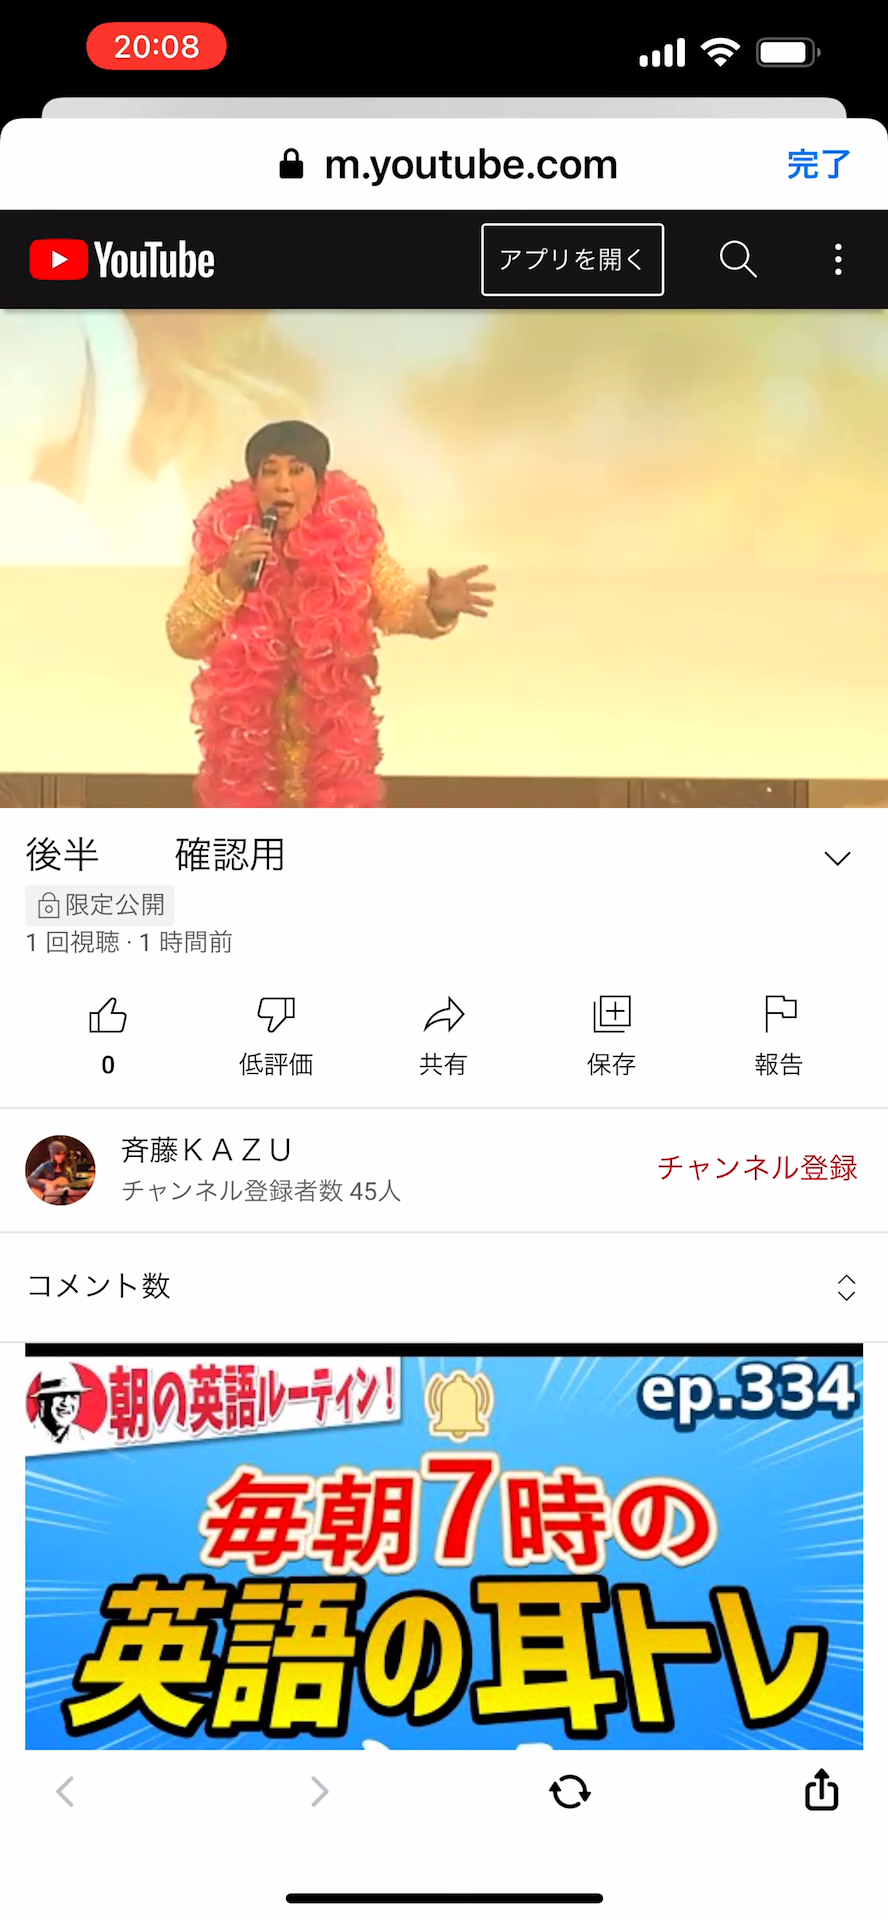 20:08
m.youtube.com
完了
YouTube
アプリを開く
後半　　確認用
限定公開
1 回視聴 · 1 時間前
0
低評価
共有
保存
報告
斉藤ＫＡＺＵ
チャンネル登録者数 45人
チャンネル登録
コメント数
朝の英語ルーティン！
ep.334
毎朝7時の
英語の耳トレ